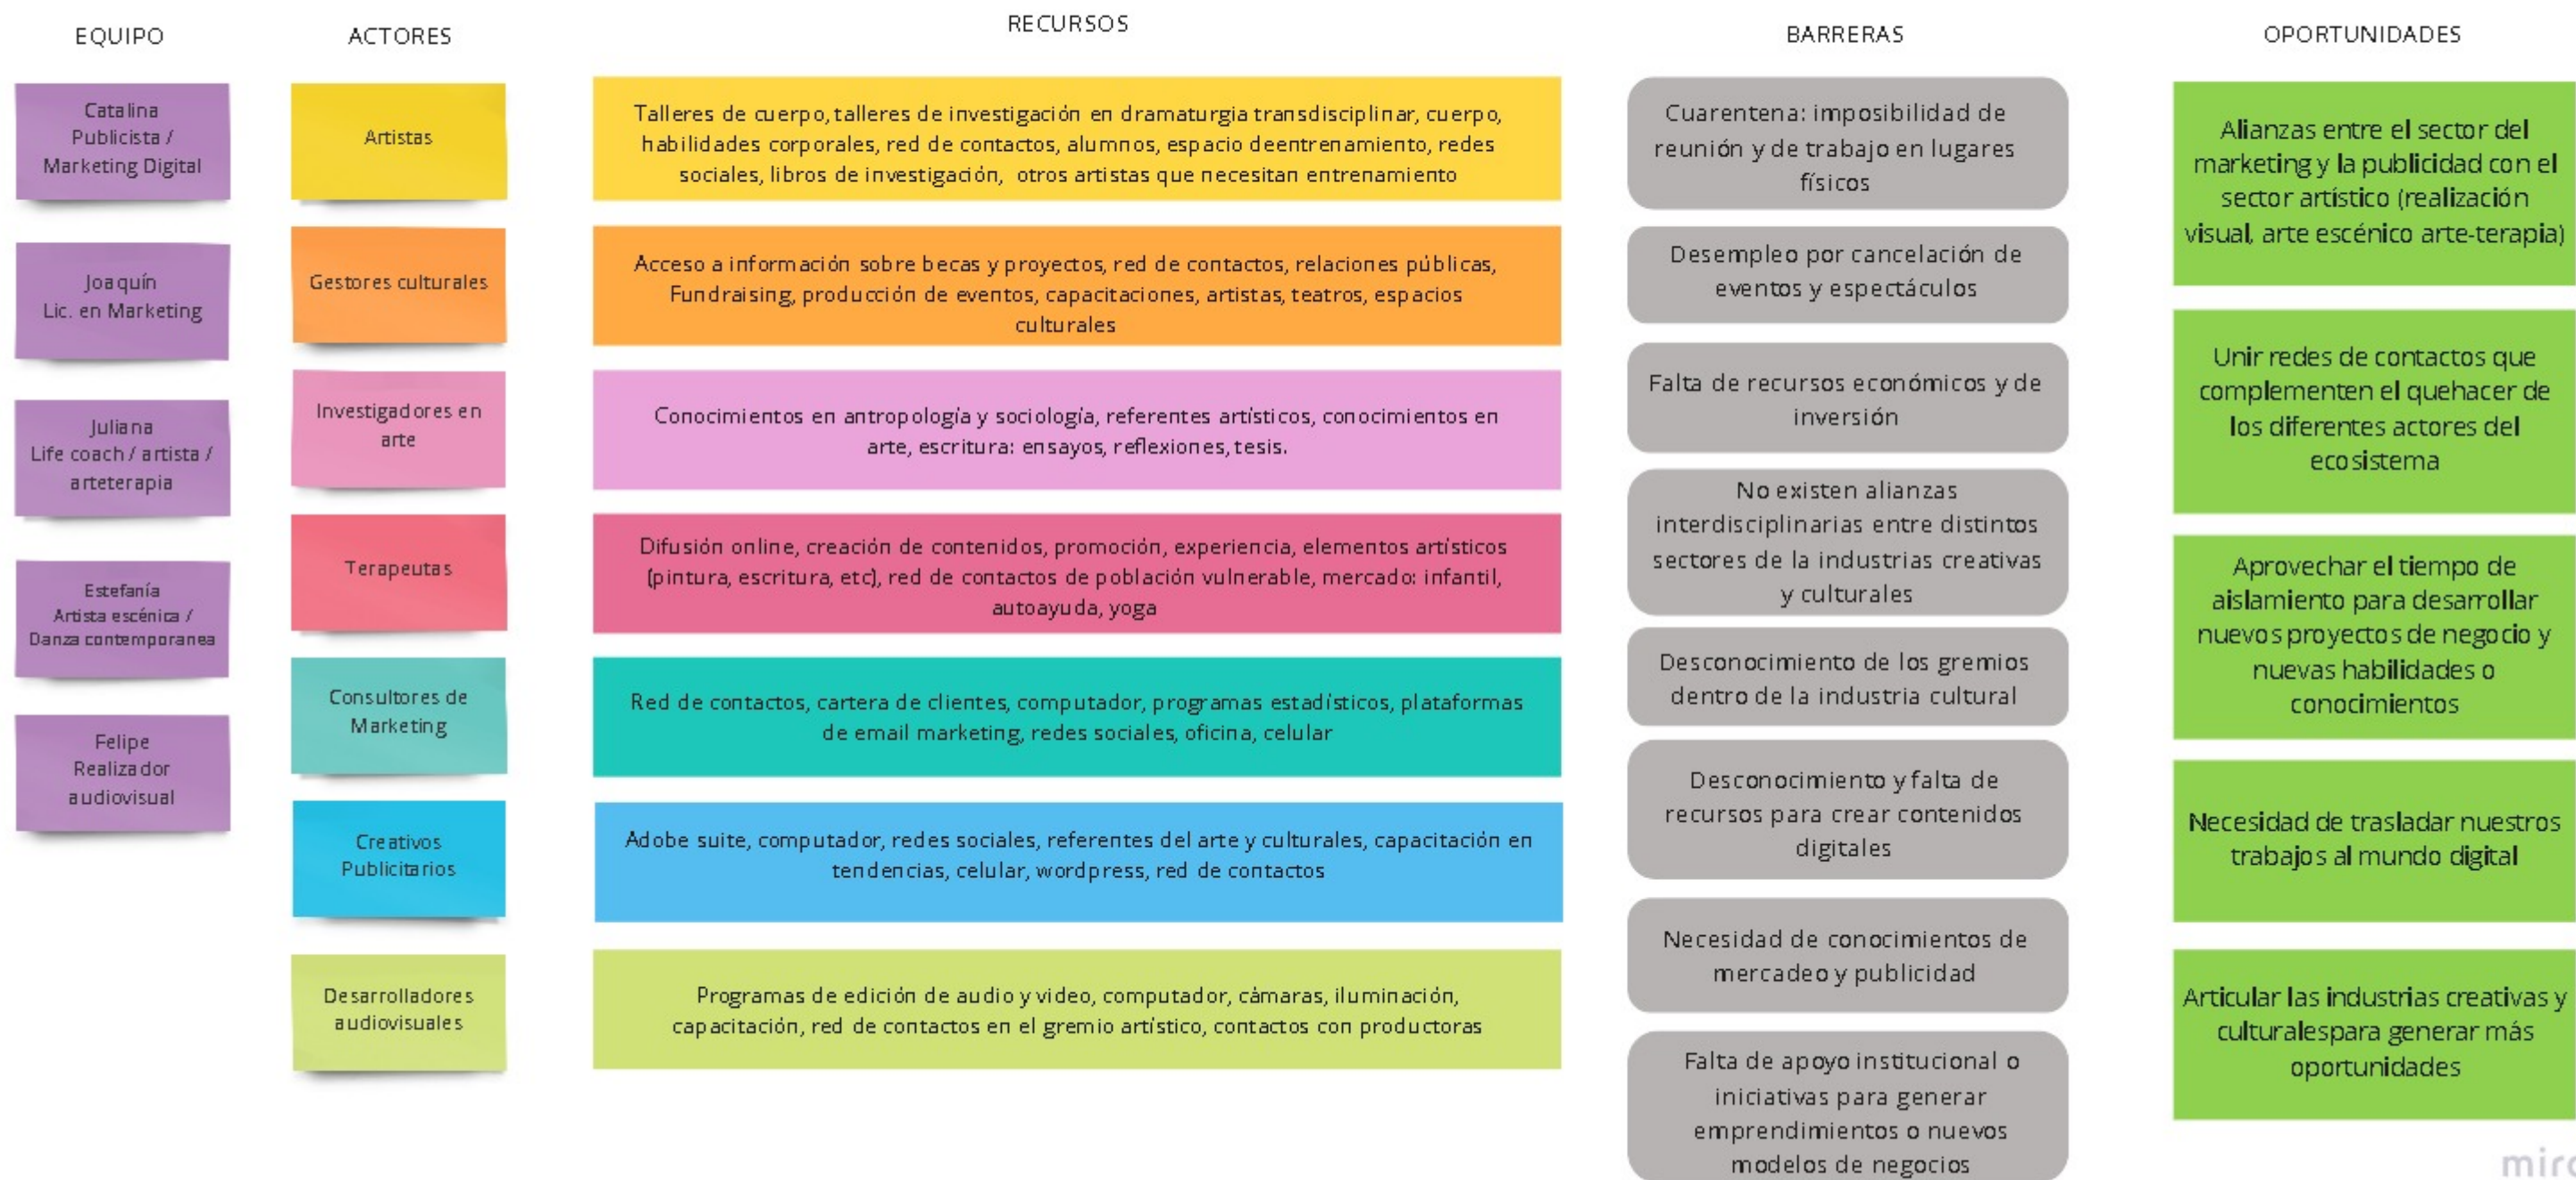 EQUIPO
Catalina
Publicista /
Marketing Digital
Joaquín
Lic. en Marketing
Juliana
Life coach / artista /
arteterapia
Estefanía
Artista escénica /
Danza contemporanea
Felipe
Realizador
audiovisual
ACTORES
Artistas
Gestores culturales
Investigadores en
arte
Terapeutas
Consultores de
Marketing
Creativos
Publicitarios
Desarrolladores
audiovisuales
RECURSOS
Talleres de cuerpo, talleres de investigación en dramaturgia transdisciplinar, cuerpo,
habilidades corporales, red de contactos, alumnos, espacio deentrenamiento, redes
sociales, libros de investigación, otros artistas que necesitan entrenamiento
Acceso a información sobre becas y proyectos, red de contactos, relaciones públicas,
Fundraising, producción de eventos, capacitaciones, artistas, teatros, espacios
culturales
Conocimientos en antropología y sociología, referentes artísticos, conocimientos en
arte, escritura: ensayos, reflexiones, tesis.
Difusión online, creación de contenidos, promoción, experiencia, elementos artísticos
(pintura, escritura, etc), red de contactos de población vulnerable, mercado: infantil,
autoayuda, yoga
Red de contactos, cartera de clientes, computador, programas estadísticos, plataformas
de email marketing, redes sociales, oficina, celular
Adobe suite, computador, redes sociales, referentes del arte y culturales, capacitación en
tendencias, celular, wordpress, red de contactos
Programas de edición de audio y video, computador, cámaras, iluminación,
capacitación, red de contactos en el gremio artístico, contactos con productoras
BARRERAS
Cuarentena: imposibilidad de
reunión y de trabajo en lugares
físicos
Desempleo por cancelación de
eventos y espectáculos
Falta de recursos económicos y de
inversión
No existen alianzas
interdisciplinarias entre distintos
sectores de la industrias creativas
y culturales
Desconocimiento de los gremios
dentro de la industria cultural
Desconocimiento y falta de
recursos para crear contenidos
digitales
Necesidad de conocimientos de
mercadeo y publicidad
Falta de apoyo institucional o
iniciativas para generar
emprendimientos o nuevos
modelos de negocios
OPORTUNIDADES
Alianzas entre el sector del
marketing y la publicidad con el
sector artístico (realización
visual, arte escénico arte-terapia)
Unir redes de contactos que
complementen el quehacer de
los diferentes actores del
ecosistema
Aprovechar el tiempo de
aislamiento para desarrollar
nuevos proyectos de negocio y
nuevas habilidades o
conocimientos
Necesidad de trasladar nuestros
trabajos al mundo digital
Articular las industrias creativas y
culturalespara generar más
oportunidades
miro